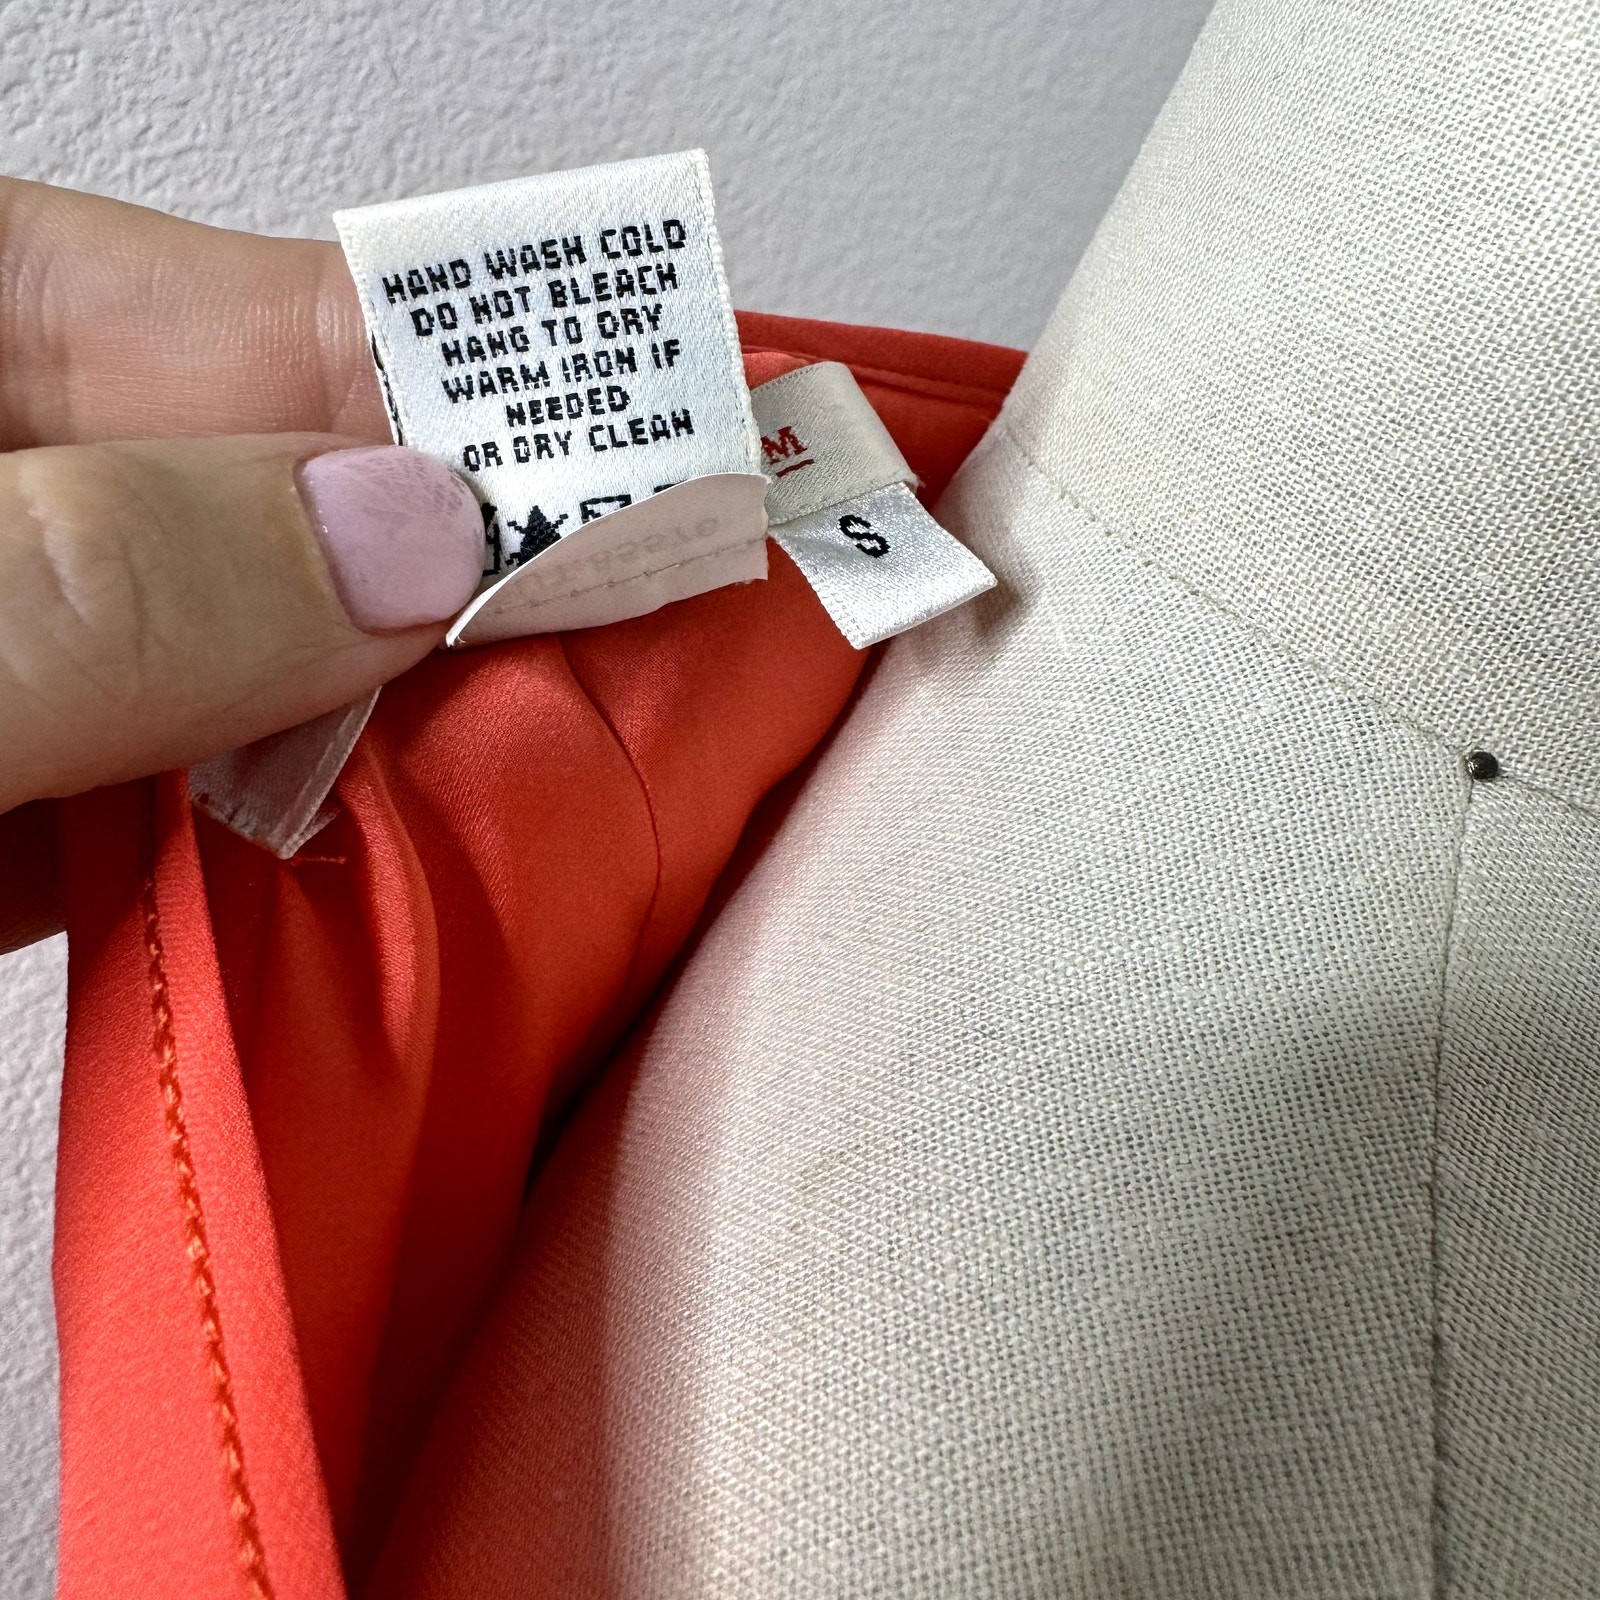 HAND WASH COLD
DO NOT BLEACH
HANG TO DRY
WARM IRON IF
NEEDED
OR DRY CLEAN
M
S